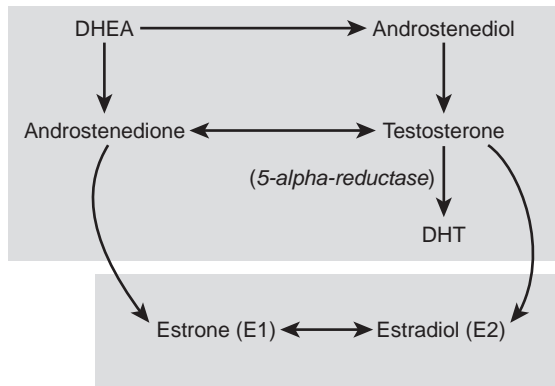 DHEA
Androstenediol
Androstenedione
Testosterone
(5-alpha-reductase)
DHT
Estrone (E1)
Estradiol (E2)